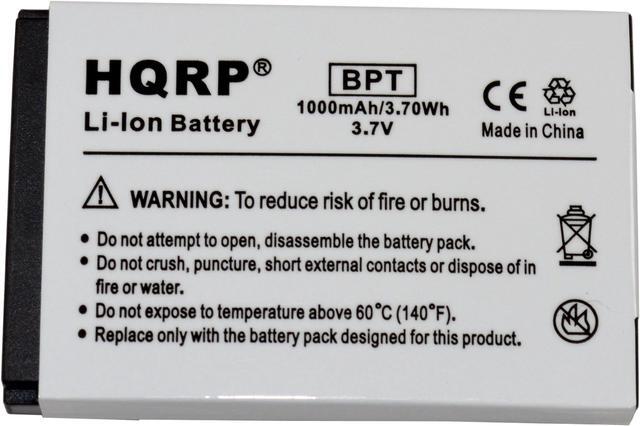 HQRP®
BPT
1000mAh/3.70Wh
Li-Ion Battery
3.7V
CE
Li-Ion
Made in China
WARNING: To reduce risk of fire or burns.
• Do not attempt to open, disassemble the battery pack.
• Do not crush, puncture, short external contacts or dispose of in
fire or water.
• Do not expose to temperature above 60°C (140°F).
• Replace only with the battery pack designed for this product.